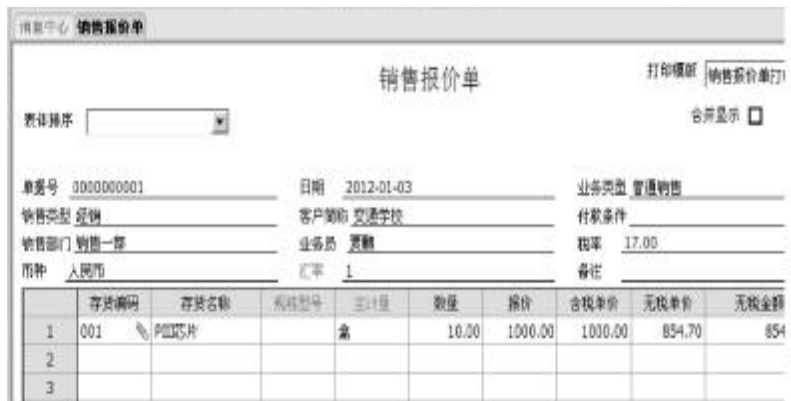 消息中心 销售报价单
销售报价单
打印模版 销售报价单打
表体排序
合并显示
单据号 0000000001 日期 2012-01-03 业务类型 普通销售
销售类型 经销 客户简称 交通学校 付款条件
销售部门 销售一部 业务员 贾鹏 税率 17.00
币种 人民币 汇率 1 备注
存货编码 存货名称 规格型号 主计量 数量 报价 含税单价 无税单价 无税金额
1 001 PIII芯片 盒 10.00 1000.00 1000.00 854.70 854
2
3